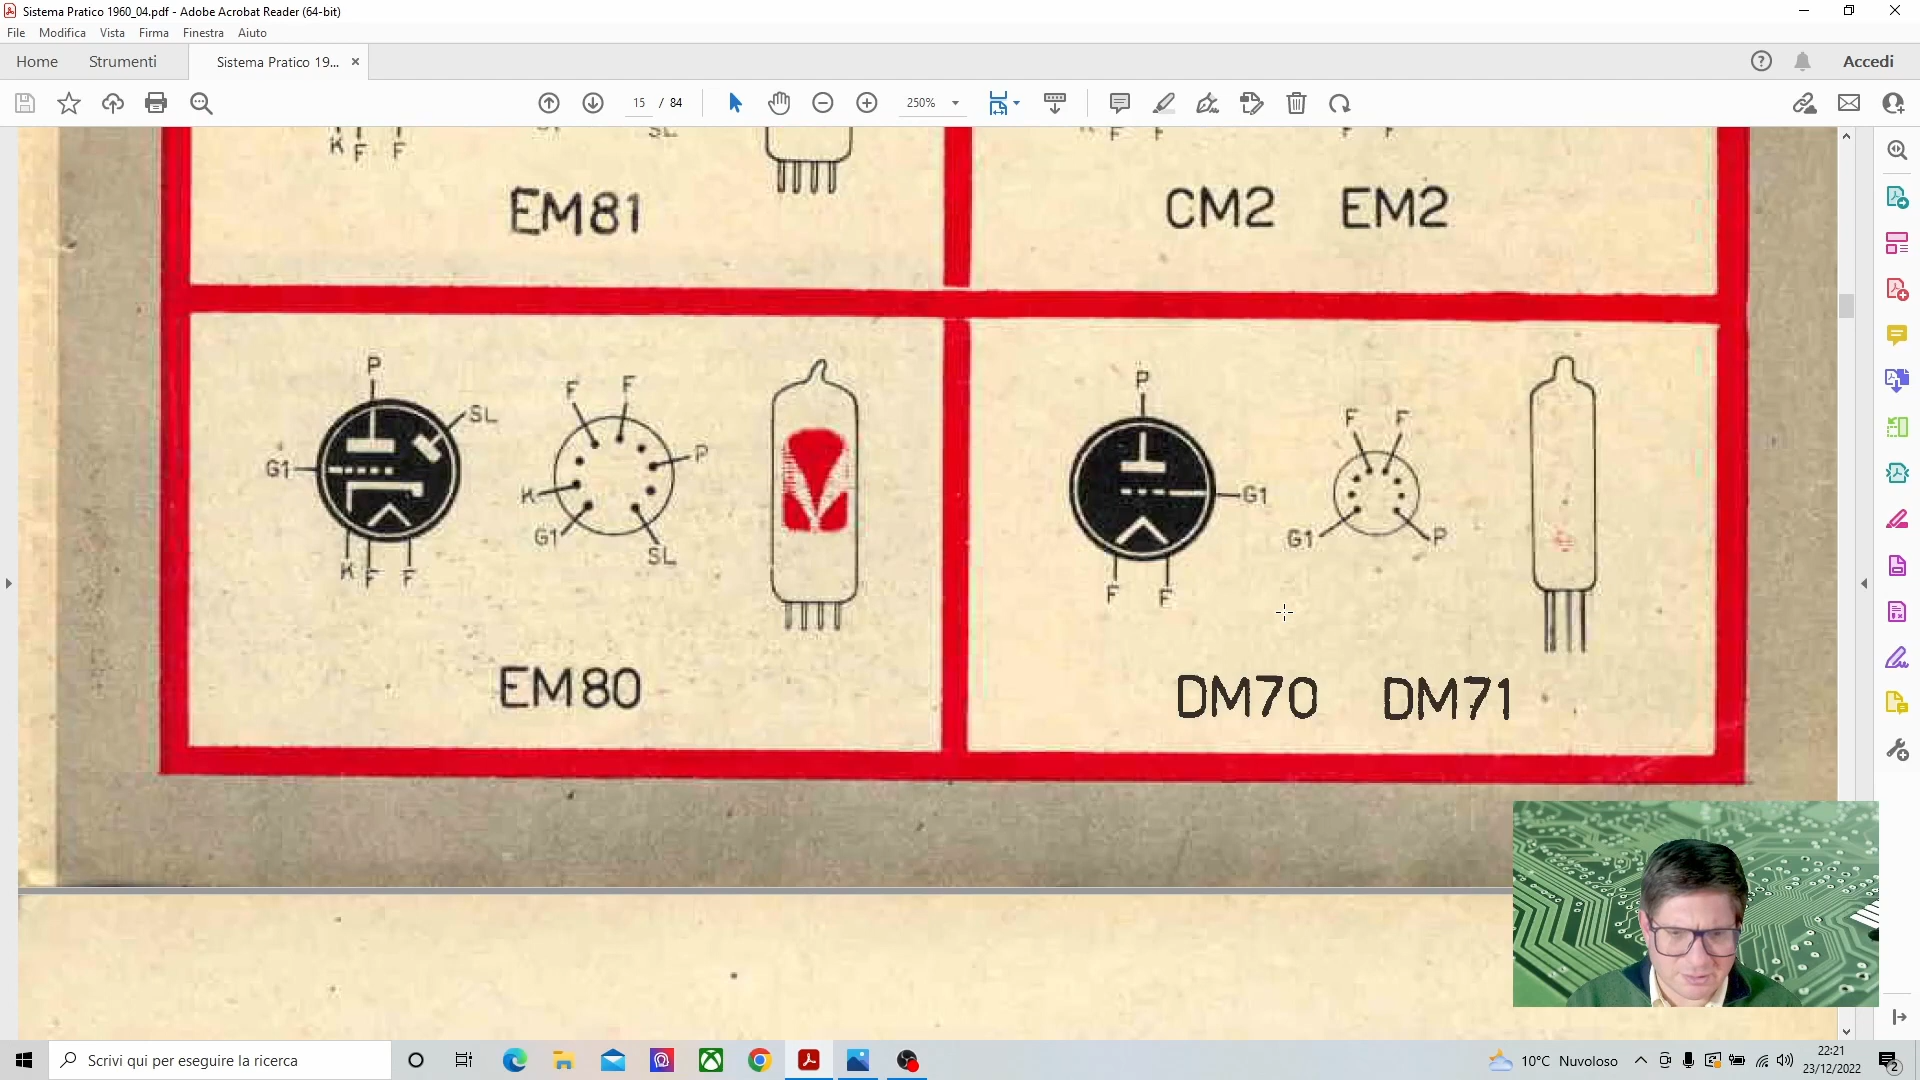 Sistema Pratico 1960_04.pdf - Adobe Acrobat Reader (64-bit)
File Modifica Vista Firma Finestra Aiuto
Home Strumenti Sistema Pratico 19... Accedi
15 / 84 250%
K F F
F F F F
EM81
CM2 EM2
P SL G1 K F F
F F P K G1 SL
EM80
P G1 F F
F F G1 P
DM70 DM71
Scrivi qui per eseguire la ricerca
10°C Nuvoloso
22:21
23/12/2022
2